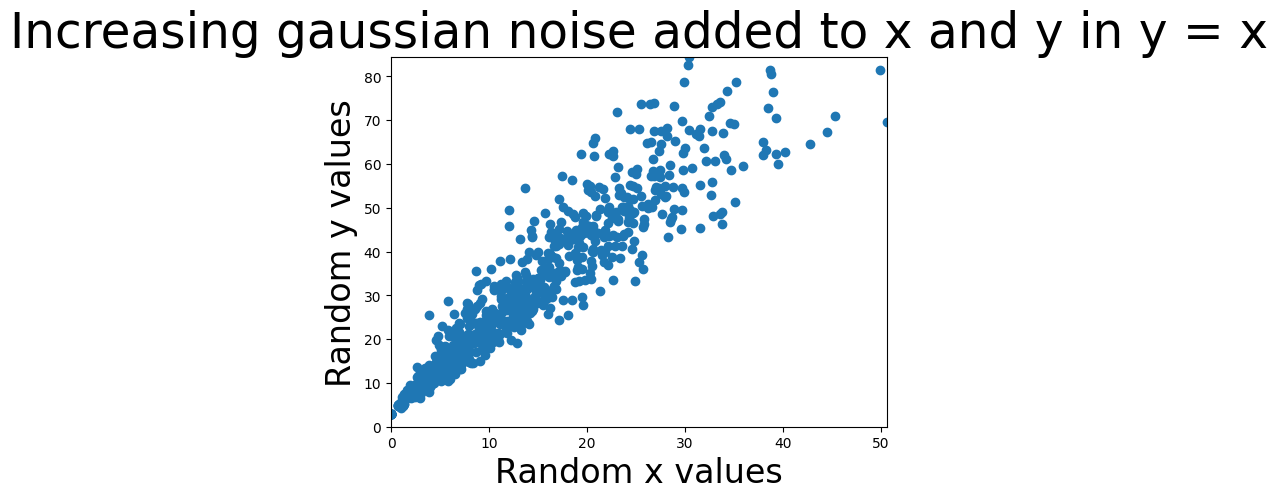 Increasing gaussian noise added to x and y in y = x
80
70
60
50
40
30
20
10
0
Random y values
0 10 20 30 40 50
Random x values